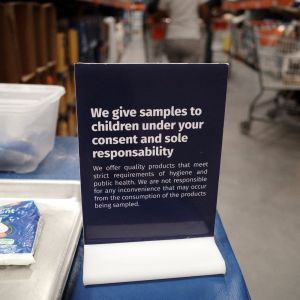 We give samples to
children under your
consent and sole
responsability
We offer quality products that meet
strict requirements of hygiene and
public health. We are not responsible
for any inconvenience that may occur
from the consumption of the products
being sampled.